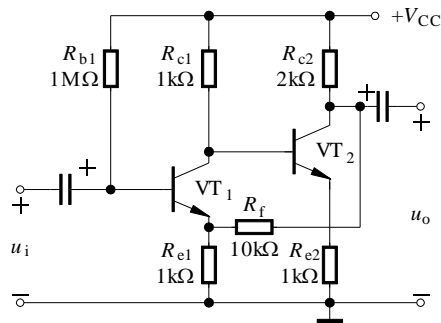 +VCC
Rb1
1MΩ
Rc1
1kΩ
Rc2
2kΩ
+
+
VT1
VT2
+
+
Rf
10kΩ
ui
uo
Re1
1kΩ
Re2
1kΩ
−
−